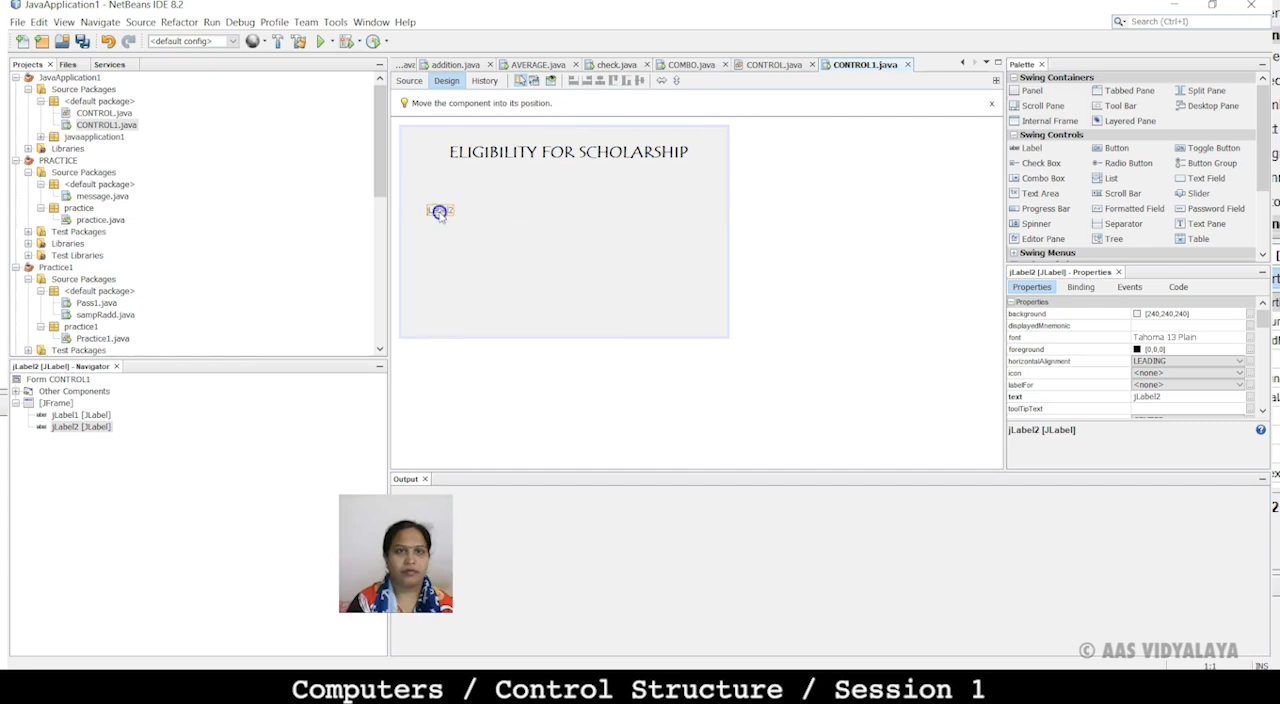 JavaApplication1 - NetBeans IDE 8.2
File Edit View Navigate Source Refactor Run Debug Profile Team Tools Window Help
Search (Ctrl+I)
<default config>
Projects Files Services
JavaApplication1
Source Packages
<default package>
CONTROL.java
CONTROL1.java
javaapplication1
Libraries
PRACTICE
Source Packages
<default package>
message.java
practice
practice.java
Test Packages
Libraries
Test Libraries
Practice1
Source Packages
<default package>
Pass1.java
sampRadd.java
practice1
Practice1.java
Test Packages
jLabel2 [JLabel] - Navigator
Form CONTROL1
Other Components
[JFrame]
jLabel1 [JLabel]
jLabel2 [JLabel]
...ava addition.java AVERAGE.java check.java COMBO.java CONTROL.java CONTROL1.java
Source Design History
Move the component into its position.
ELIGIBILITY FOR SCHOLARSHIP
Output
Palette
Swing Containers
Panel Tabbed Pane Split Pane
Scroll Pane Tool Bar Desktop Pane
Internal Frame Layered Pane
Swing Controls
Label Button Toggle Button
Check Box Radio Button Button Group
Combo Box List Text Field
Text Area Scroll Bar Slider
Progress Bar Formatted Field Password Field
Spinner Separator Text Pane
Editor Pane Tree Table
Swing Menus
jLabel2 [JLabel] - Properties
Properties Binding Events Code
Properties
background [240,240,240]
displayedMnemonic
font Tahoma 13 Plain
foreground [0,0,0]
horizontalAlignment LEADING
icon <none>
labelFor <none>
text jLabel2
toolTipText
jLabel2 [JLabel]
© AAS VIDYALAYA
1:1 INS
Computers / Control Structure / Session 1